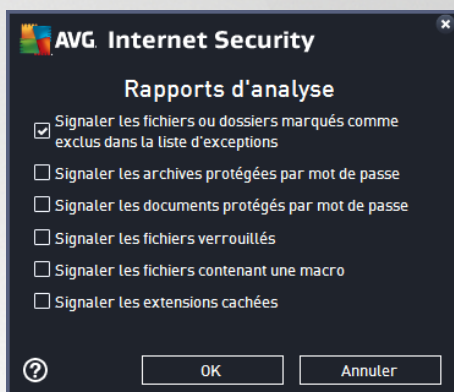 AVG Internet Security
Rapports d'analyse
Signaler les fichiers ou dossiers marqués comme
exclus dans la liste d'exceptions
Signaler les archives protégées par mot de passe
Signaler les documents protégés par mot de passe
Signaler les fichiers verrouillés
Signaler les fichiers contenant une macro
Signaler les extensions cachées
? OK Annuler